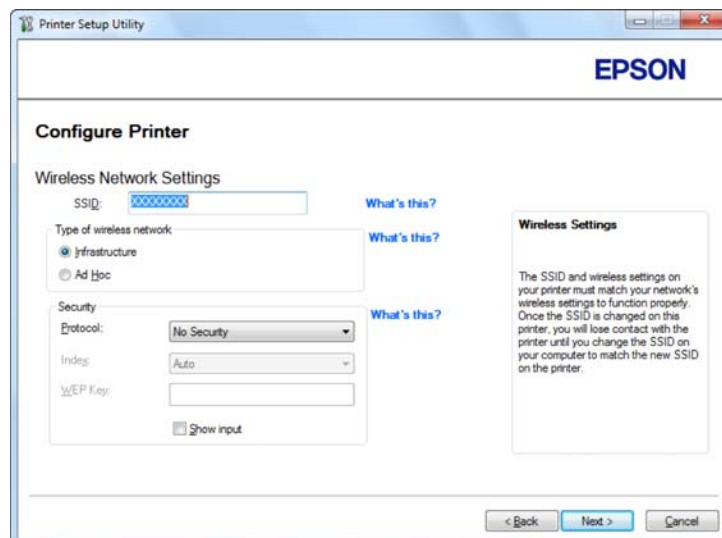 Printer Setup Utility
EPSON
Configure Printer
Wireless Network Settings
SSID: XXXXXXXX What's this?
Type of wireless network What's this?
Infrastructure
Ad Hoc
Security What's this?
Protocol: No Security
Index: Auto
WEP Key:
Show input
Wireless Settings
The SSID and wireless settings on
your printer must match your network's
wireless settings to function properly.
Once the SSID is changed on this
printer, you will lose contact with the
printer until you change the SSID on
your computer to match the new SSID
on the printer.
< Back Next > Cancel